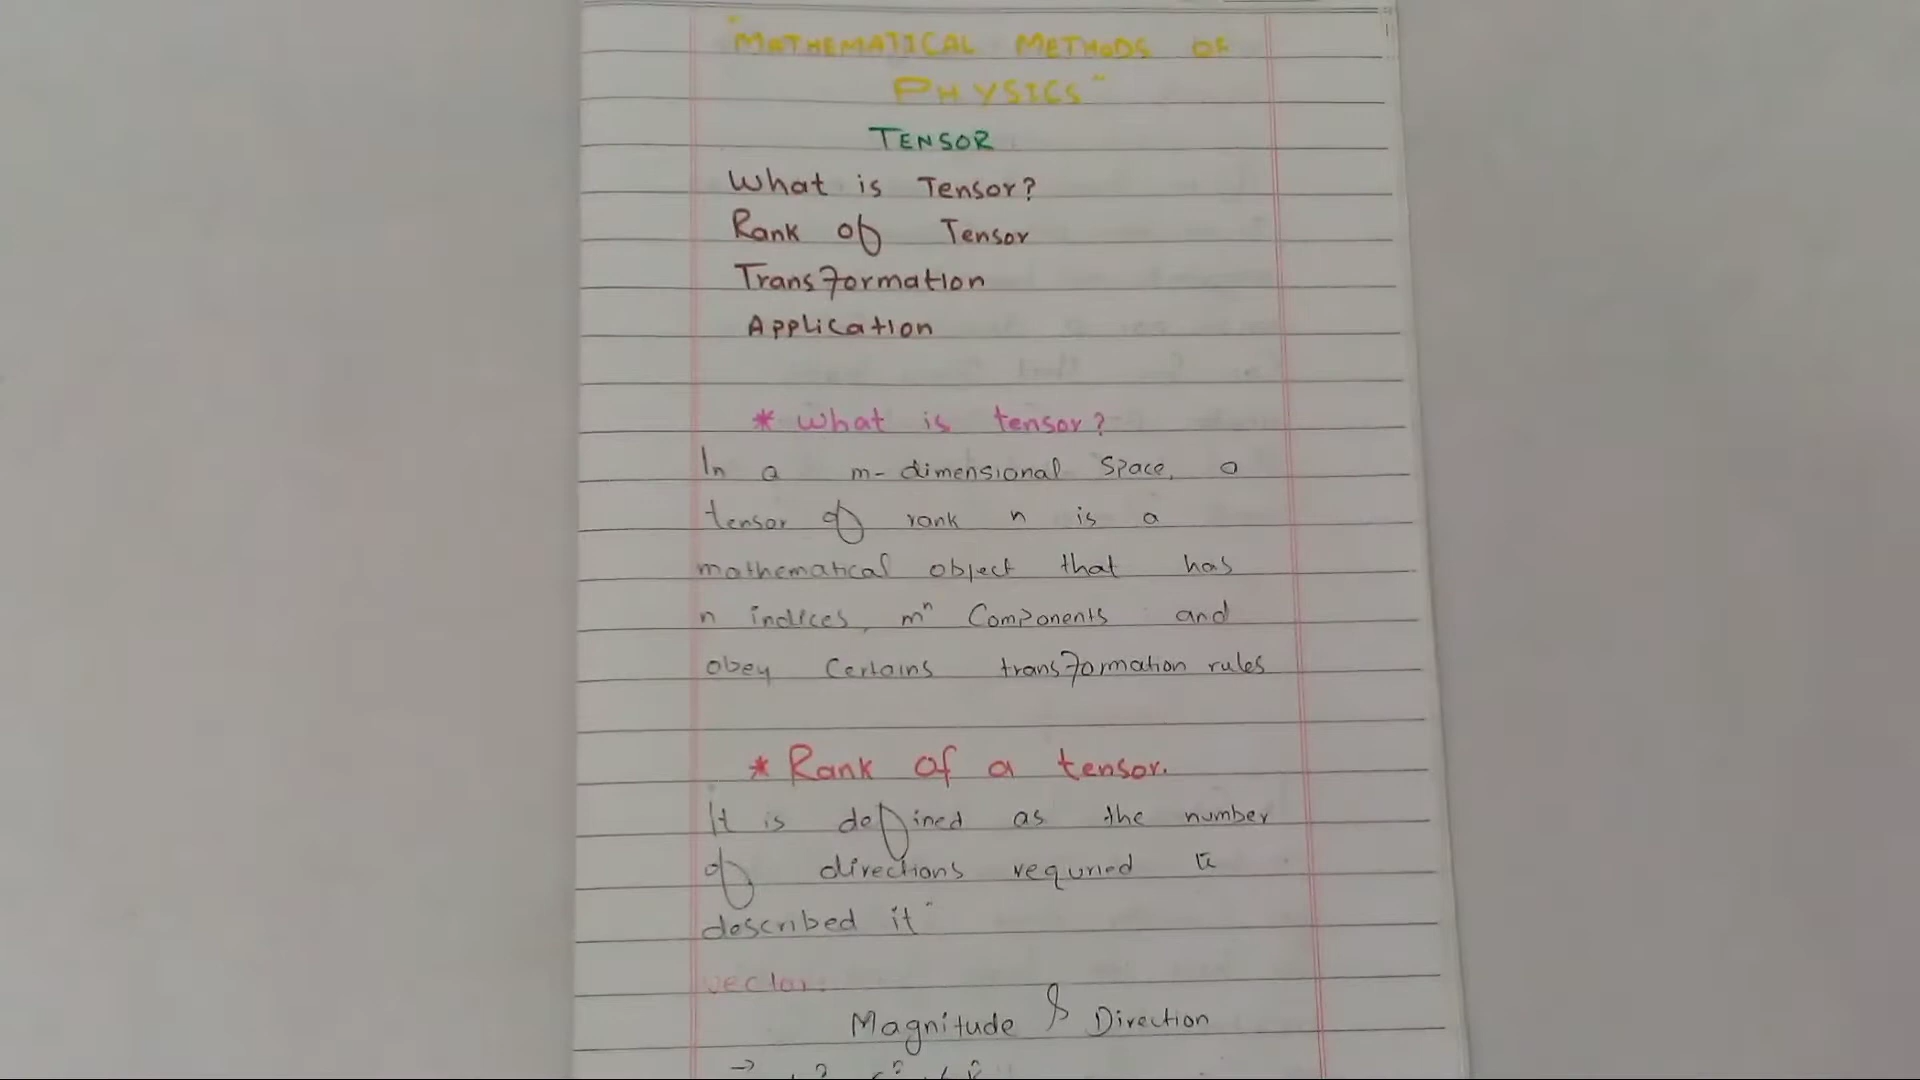 "MATHEMATICAL METHODS OF
PHYSICS"
TENSOR
What is Tensor?
Rank of Tensor
Transformation
Application
* what is tensor?
In a m-dimensional Space, a
tensor of rank n is a
mathematical object that has
n indices, mⁿ Components and
obey Certains transformation rules
* Rank of a tensor.
It is defined as the number
of directions requried to
described it"
vector.
Magnitude & Direction